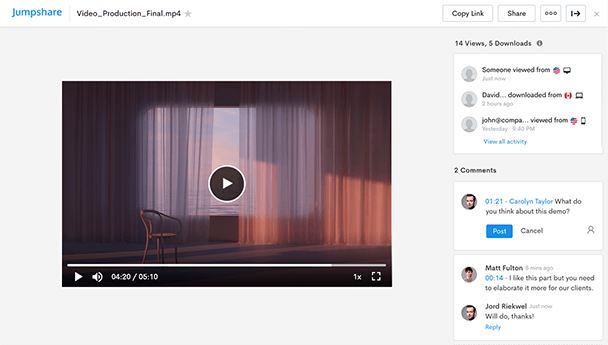 Jumpshare
Video_Production_Final.mp4
Copy Link
Share
14 Views, 5 Downloads
Someone viewed from
Just now
David... downloaded from
2 hours ago
john@compa... viewed from
Yesterday · 9:40 PM
View all activity
2 Comments
01:21 - Carolyn Taylor What do
you think about this demo?
Post
Cancel
Matt Fulton 5 mins ago
00:14 - I like this part but you need
to elaborate it more for our clients.
Jord Riekwel Just now
Will do, thanks!
Reply
04:20 / 05:10
1x